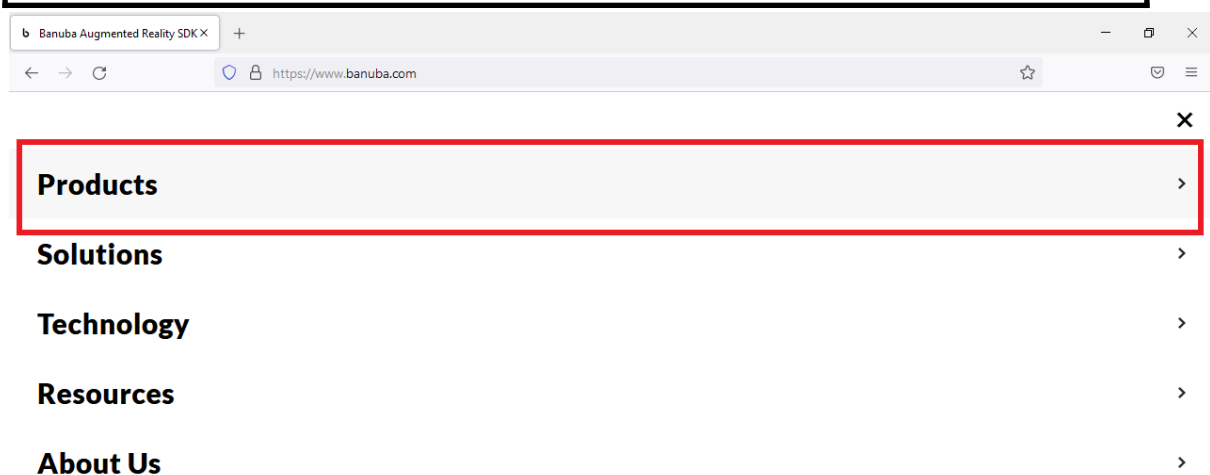 Banuba Augmented Reality SDK
https://www.banuba.com
Products
Solutions
Technology
Resources
About Us